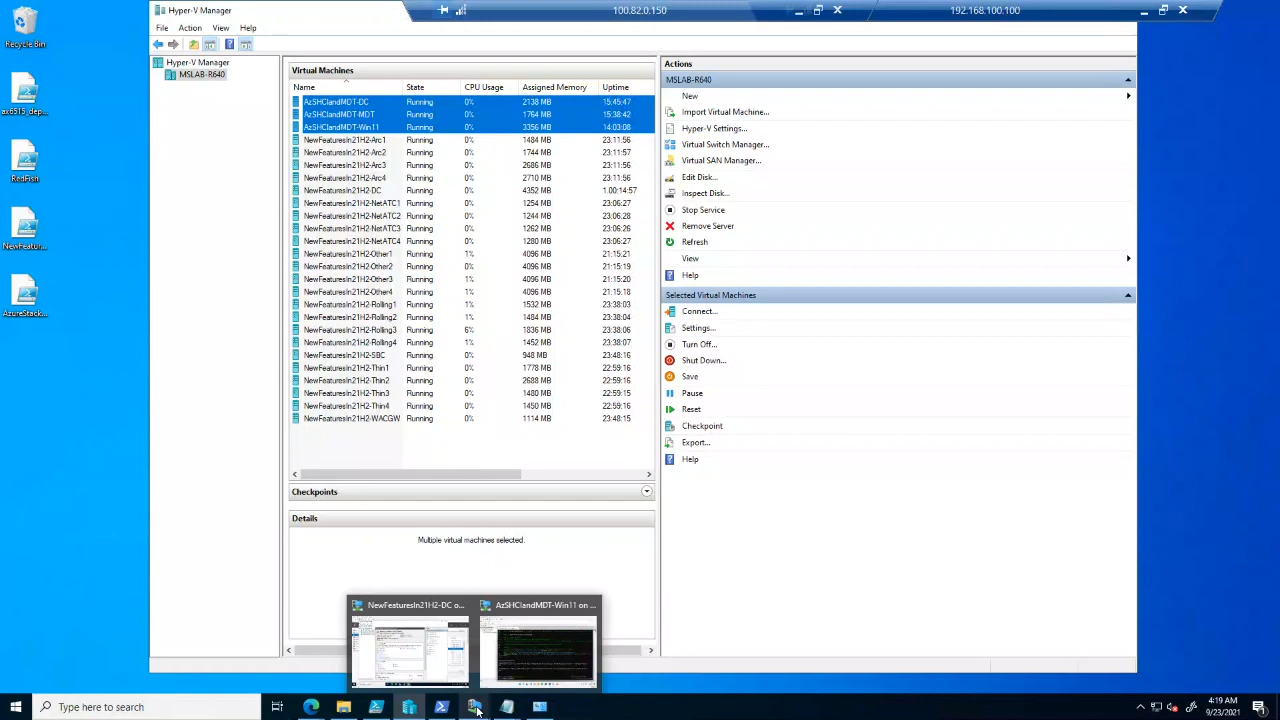 Recycle Bin
ax6515_dep...
RedFish
NewFeatur...
AzureStack...
Hyper-V Manager
100.82.0.150
192.168.100.100
File Action View Help
Hyper-V Manager
MSLAB-R640
Virtual Machines
Name State CPU Usage Assigned Memory Uptime
AzSHCIandMDT-DC Running 0% 2138 MB 15:45:47
AzSHCIandMDT-MDT Running 0% 1764 MB 15:38:42
AzSHCIandMDT-Win11 Running 0% 3356 MB 14:03:08
NewFeaturesIn21H2-Arc1 Running 0% 1484 MB 23:11:56
NewFeaturesIn21H2-Arc2 Running 0% 1744 MB 23:11:57
NewFeaturesIn21H2-Arc3 Running 0% 2686 MB 23:11:56
NewFeaturesIn21H2-Arc4 Running 0% 2710 MB 23:11:56
NewFeaturesIn21H2-DC Running 0% 4352 MB 1.00:14:57
NewFeaturesIn21H2-NetATC1 Running 0% 1254 MB 23:06:27
NewFeaturesIn21H2-NetATC2 Running 0% 1244 MB 23:06:28
NewFeaturesIn21H2-NetATC3 Running 0% 1262 MB 23:06:26
NewFeaturesIn21H2-NetATC4 Running 0% 1280 MB 23:06:27
NewFeaturesIn21H2-Other1 Running 1% 4096 MB 21:15:21
NewFeaturesIn21H2-Other2 Running 0% 4096 MB 21:15:19
NewFeaturesIn21H2-Other3 Running 1% 4096 MB 21:15:20
NewFeaturesIn21H2-Other4 Running 1% 4096 MB 21:15:18
NewFeaturesIn21H2-Rolling1 Running 1% 1532 MB 23:38:03
NewFeaturesIn21H2-Rolling2 Running 1% 1484 MB 23:38:04
NewFeaturesIn21H2-Rolling3 Running 6% 1836 MB 23:38:06
NewFeaturesIn21H2-Rolling4 Running 1% 1452 MB 23:38:07
NewFeaturesIn21H2-SBC Running 0% 948 MB 23:48:16
NewFeaturesIn21H2-Thin1 Running 0% 1778 MB 22:59:16
NewFeaturesIn21H2-Thin2 Running 0% 2688 MB 22:59:16
NewFeaturesIn21H2-Thin3 Running 0% 1480 MB 22:59:16
NewFeaturesIn21H2-Thin4 Running 0% 1450 MB 22:59:16
NewFeaturesIn21H2-WACGW Running 0% 1114 MB 23:48:15
Checkpoints
Details
Multiple virtual machines selected.
Actions
MSLAB-R640
New
Import Virtual Machine...
Hyper-V Settings...
Virtual Switch Manager...
Virtual SAN Manager...
Edit Disk...
Inspect Disk...
Stop Service
Remove Server
Refresh
View
Help
Selected Virtual Machines
Connect...
Settings...
Turn Off...
Shut Down...
Save
Pause
Reset
Checkpoint
Export...
Help
NewFeaturesIn21H2-DC o...
AzSHCIandMDT-Win11 on ...
Type here to search
4:19 AM
9/23/2021
1